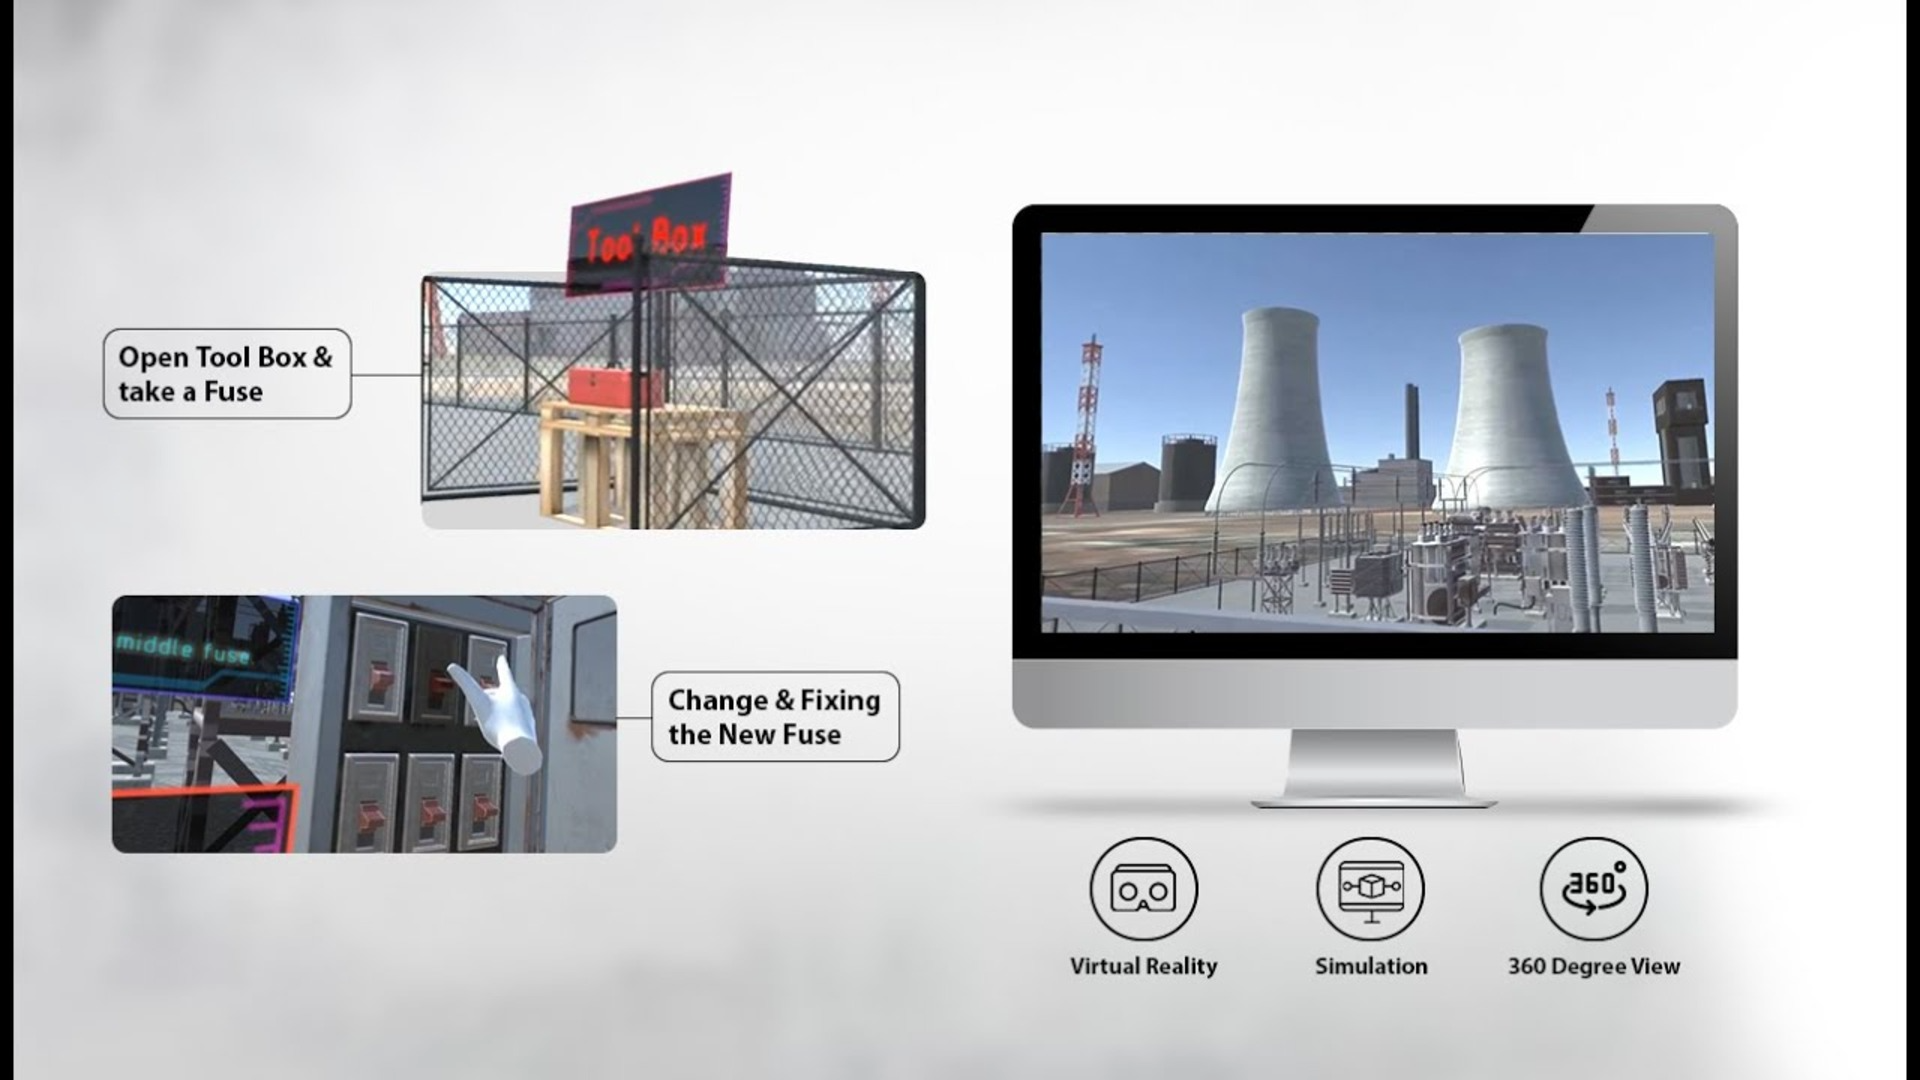 Tool Box
Open Tool Box &
take a Fuse
middle fuse
Change & Fixing
the New Fuse
360°
Virtual Reality
Simulation
360 Degree View